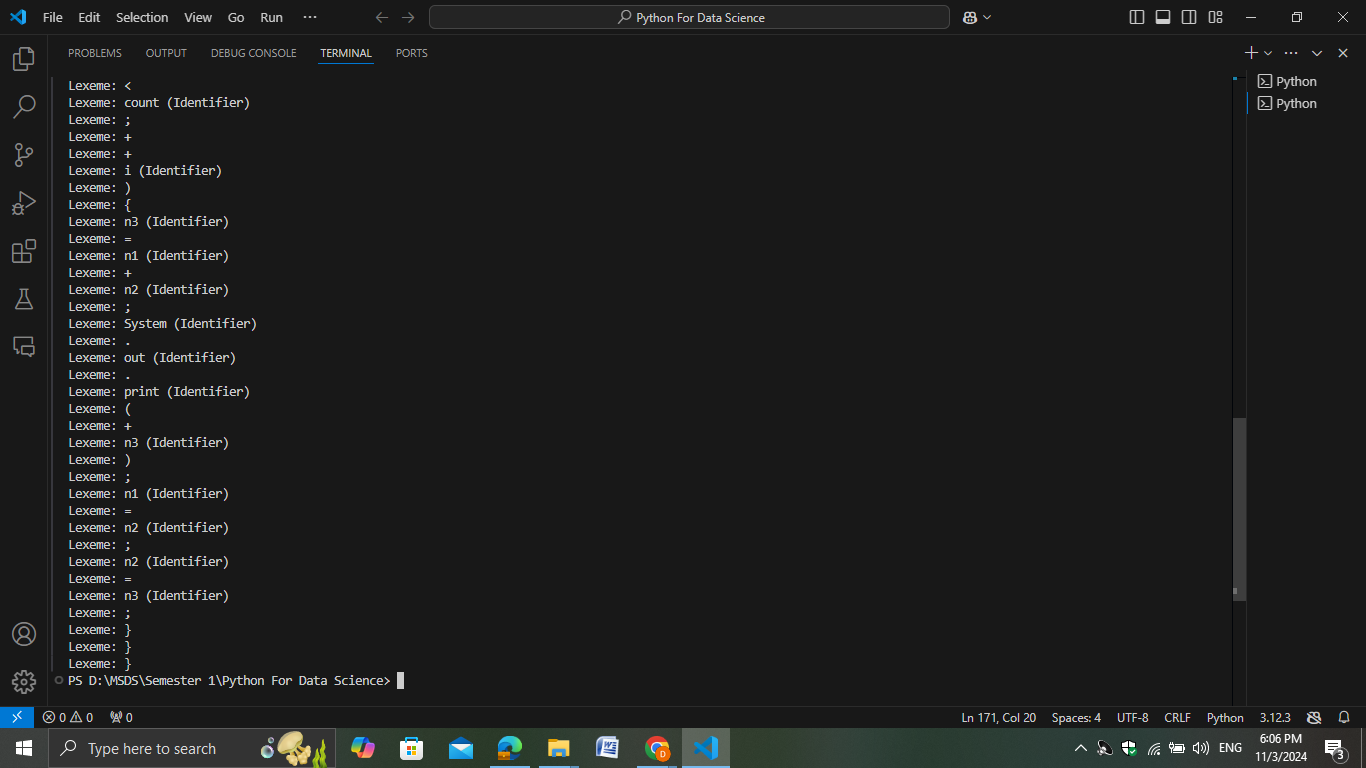 File Edit Selection View Go Run ··· Python For Data Science
PROBLEMS OUTPUT DEBUG CONSOLE TERMINAL PORTS
Lexeme: <
Lexeme: count (Identifier)
Lexeme: ;
Lexeme: +
Lexeme: +
Lexeme: i (Identifier)
Lexeme: )
Lexeme: {
Lexeme: n3 (Identifier)
Lexeme: =
Lexeme: n1 (Identifier)
Lexeme: +
Lexeme: n2 (Identifier)
Lexeme: ;
Lexeme: System (Identifier)
Lexeme: .
Lexeme: out (Identifier)
Lexeme: .
Lexeme: print (Identifier)
Lexeme: (
Lexeme: +
Lexeme: n3 (Identifier)
Lexeme: )
Lexeme: ;
Lexeme: n1 (Identifier)
Lexeme: =
Lexeme: n2 (Identifier)
Lexeme: ;
Lexeme: n2 (Identifier)
Lexeme: =
Lexeme: n3 (Identifier)
Lexeme: ;
Lexeme: }
Lexeme: }
Lexeme: }
PS D:\MSDS\Semester 1\Python For Data Science>
Python
Python
0 0 0 Ln 171, Col 20 Spaces: 4 UTF-8 CRLF Python 3.12.3
Type here to search ENG 6:06 PM
11/3/2024 3